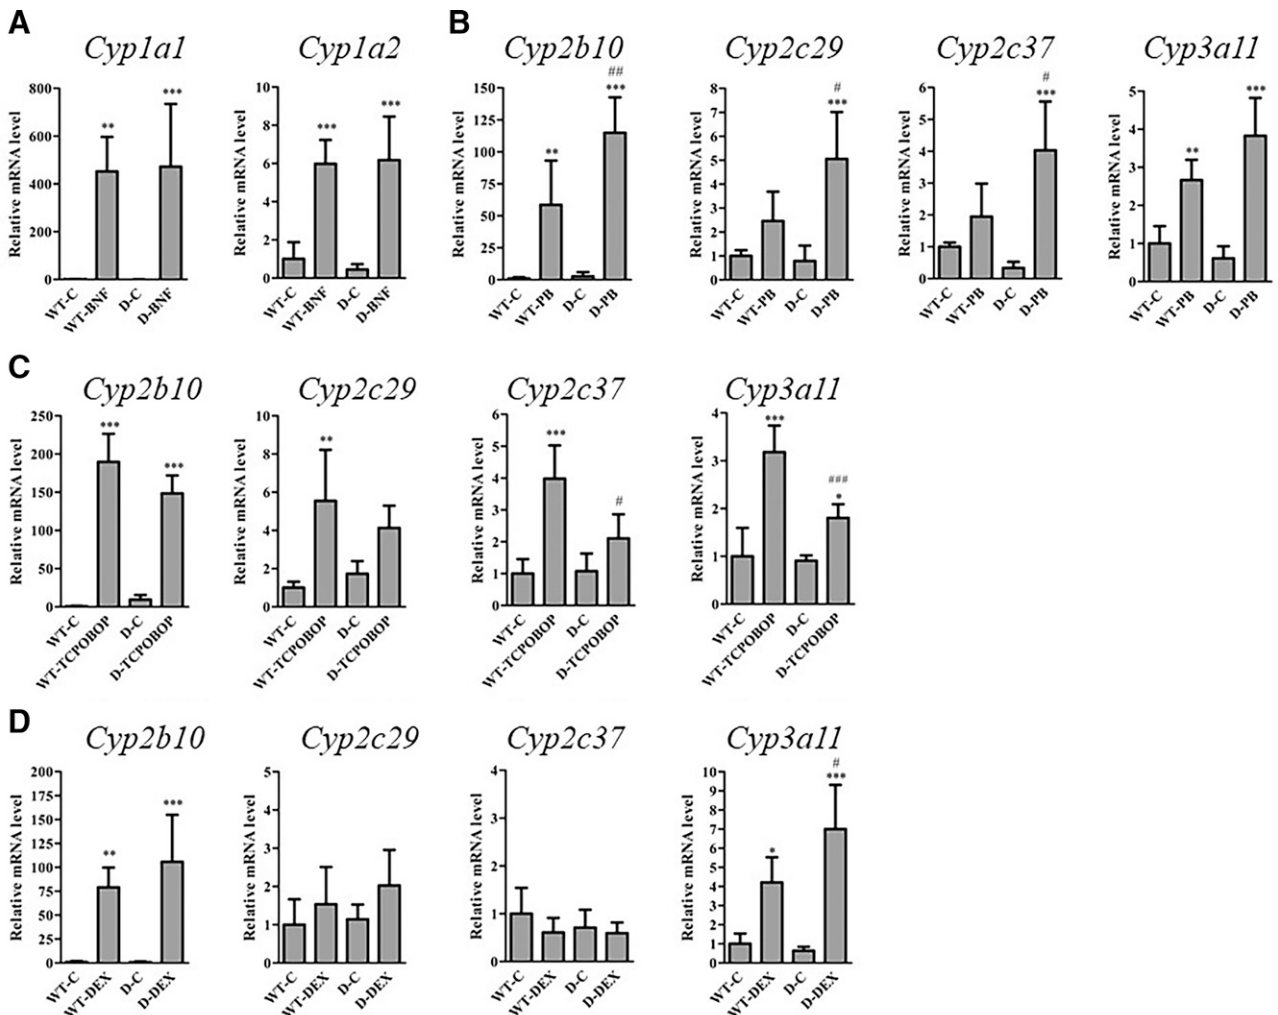 A
B
Cyp1a1
Cyp1a2
Cyp2b10
Cyp2c29
Cyp2c37
Cyp3a11
Relative mRNA level
800
600
400
200
0
**
***
WT-C
WT-BNF
D-C
D-BNF
Relative mRNA level
10
8
6
4
2
0
***
***
WT-C
WT-BNF
D-C
D-BNF
Relative mRNA level
150
125
100
75
50
25
0
**
##
***
WT-C
WT-PB
D-C
D-PB
Relative mRNA level
8
7
6
5
4
3
2
1
0
#
***
WT-C
WT-PB
D-C
D-PB
Relative mRNA level
6
5
4
3
2
1
0
#
***
WT-C
WT-PB
D-C
D-PB
Relative mRNA level
5
4
3
2
1
0
**
***
WT-C
WT-PB
D-C
D-PB
C
Cyp2b10
Cyp2c29
Cyp2c37
Cyp3a11
Relative mRNA level
250
200
150
100
50
0
***
***
WT-C
WT-TCPOBOP
D-C
D-TCPOBOP
Relative mRNA level
10
8
6
4
2
0
**
WT-C
WT-TCPOBOP
D-C
D-TCPOBOP
Relative mRNA level
6
5
4
3
2
1
0
***
#
WT-C
WT-TCPOBOP
D-C
D-TCPOBOP
Relative mRNA level
4
3
2
1
0
***
###
*
WT-C
WT-TCPOBOP
D-C
D-TCPOBOP
D
Cyp2b10
Cyp2c29
Cyp2c37
Cyp3a11
Relative mRNA level
200
175
150
125
100
75
50
25
0
**
***
WT-C
WT-DEX
D-C
D-DEX
Relative mRNA level
5
4
3
2
1
0
WT-C
WT-DEX
D-C
D-DEX
Relative mRNA level
4
3
2
1
0
WT-C
WT-DEX
D-C
D-DEX
Relative mRNA level
10
9
8
7
6
5
4
3
2
1
0
*
#
***
WT-C
WT-DEX
D-C
D-DEX